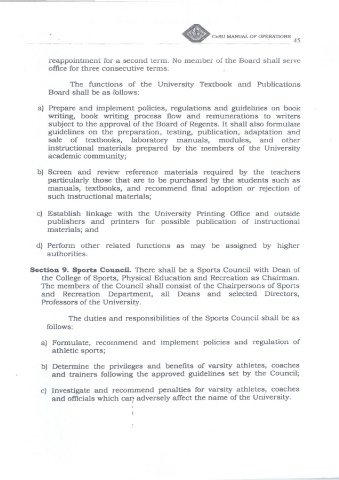 CnSU MANUAL OF OPERATIONS
45
reappointment for a second term. No member of the Board shall serve
office for three consecutive terms.
The functions of the University Textbook and Publications
Board shall be as follows:
a) Prepare and implement policies, regulations and guidelines on book
writing, book writing process flow and remunerations to writers
subject to the approval of the Board of Regents. It shall also formulate
guidelines on the preparation, testing, publication, adaptation and
sale of textbooks, laboratory manuals, modules, and other
instructional materials prepared by the members of the University
academic community;
b) Screen and review reference materials required by the teachers
particularly those that are to be purchased by the students such as
manuals, textbooks, and recommend final adoption or rejection of
such instructional materials;
c) Establish linkage with the University Printing Office and outside
publishers and printers for possible publication of instructional
materials; and
d) Perform other related functions as may be assigned by higher
authorities.
Section 9. Sports Council. There shall be a Sports Council with Dean of
the College of Sports, Physical Education and Recreation as Chairman.
The members of the Council shall consist of the Chairpersons of Sports
and Recreation Department, all Deans and selected Directors,
Professors of the University.
The duties and responsibilities of the Sports Council shall be as
follows:
a) Formulate, recommend and implement policies and regulation of
athletic sports;
b) Determine the privileges and benefits of varsity athletes, coaches
and trainers following the approved guidelines set by the Council;
c) Investigate and recommend penalties for varsity athletes, coaches
and officials which can adversely affect the name of the University.